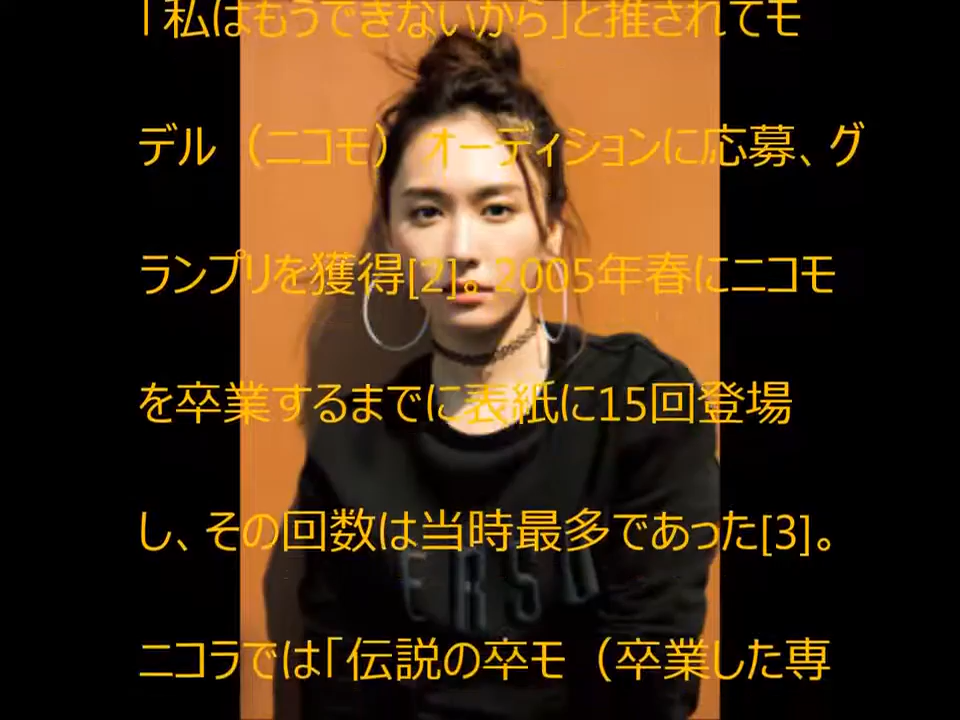 「私はもうできないから」と推されてモ
デル（ニコモ）オーディションに応募、グ
ランプリを獲得[2]。2005年春にニコモ
を卒業するまでに表紙に15回登場
し、その回数は当時最多であった[3]。
ERSO
ニコラでは「伝説の卒モ（卒業した専